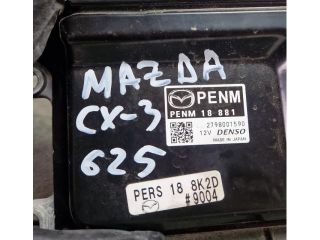 MAZDA
CX-3
625
PENM
PENM 18 881
2798001590
12V DENSO
MADE IN JAPAN
PERS 18 8K2D
#9004